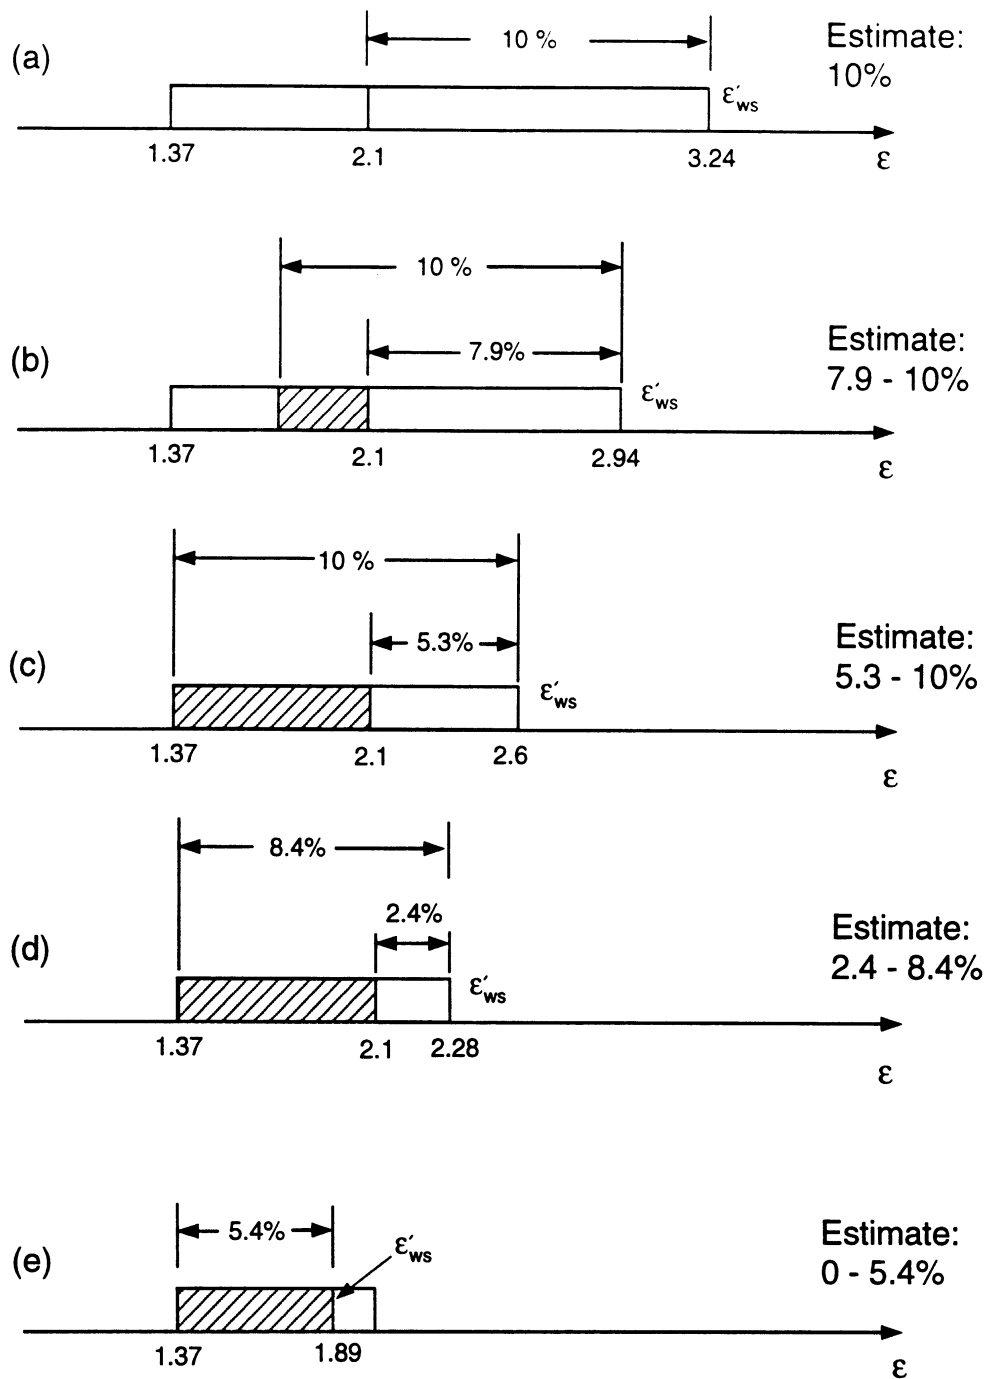 (a)
10 %
Estimate:
10%
ε′ws
1.37
2.1
3.24
ε
(b)
10 %
7.9%
Estimate:
7.9 - 10%
ε′ws
1.37
2.1
2.94
ε
(c)
10 %
5.3%
Estimate:
5.3 - 10%
ε′ws
1.37
2.1
2.6
ε
(d)
8.4%
2.4%
Estimate:
2.4 - 8.4%
ε′ws
1.37
2.1
2.28
ε
(e)
5.4%
ε′ws
Estimate:
0 - 5.4%
1.37
1.89
ε